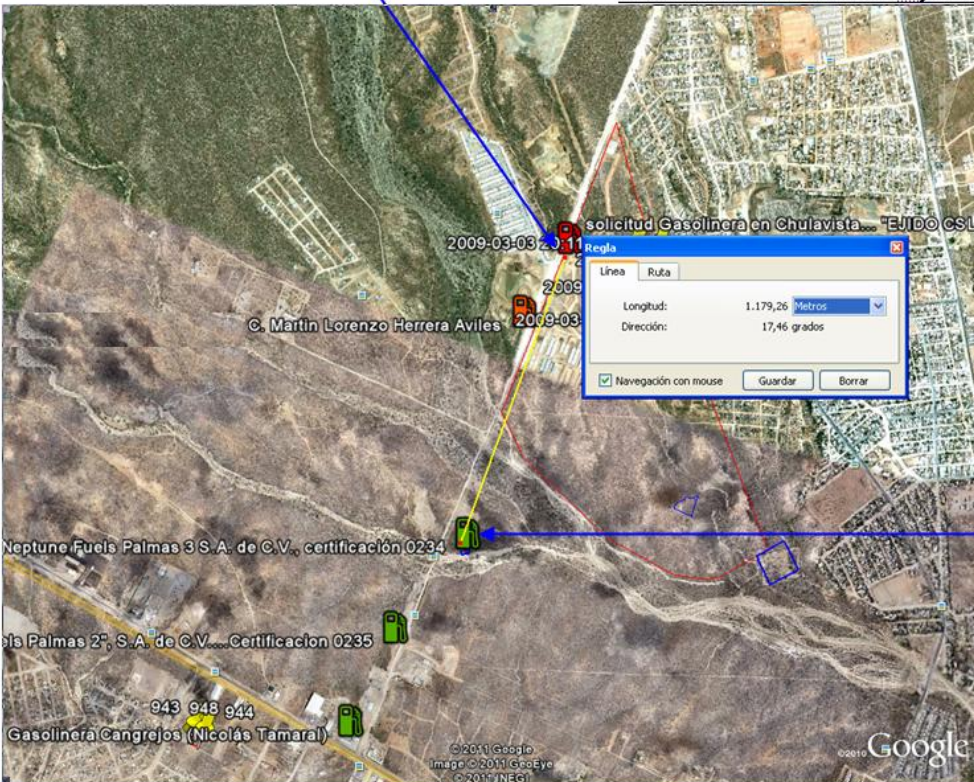 solicitud Gasolinera en Chulavista... "EJIDO CSL
2009-03-03 20:11
Regla
Línea Ruta
2009
Longitud: 1.179,26 Metros
C. Martin Lorenzo Herrera Aviles
2009-03-
Dirección: 17,46 grados
Navegación con mouse Guardar Borrar
Neptune Fuels Palmas 3 S.A. de C.V., certificación 0234
ls Palmas 2", S.A. de C.V....Certificacion 0235
943 948 944
Gasolinera Cangrejos (Nicolás Tamaral)
© 2011 Google
Image © 2011 GeoEye
© 2011 INEGI
©2010 Google